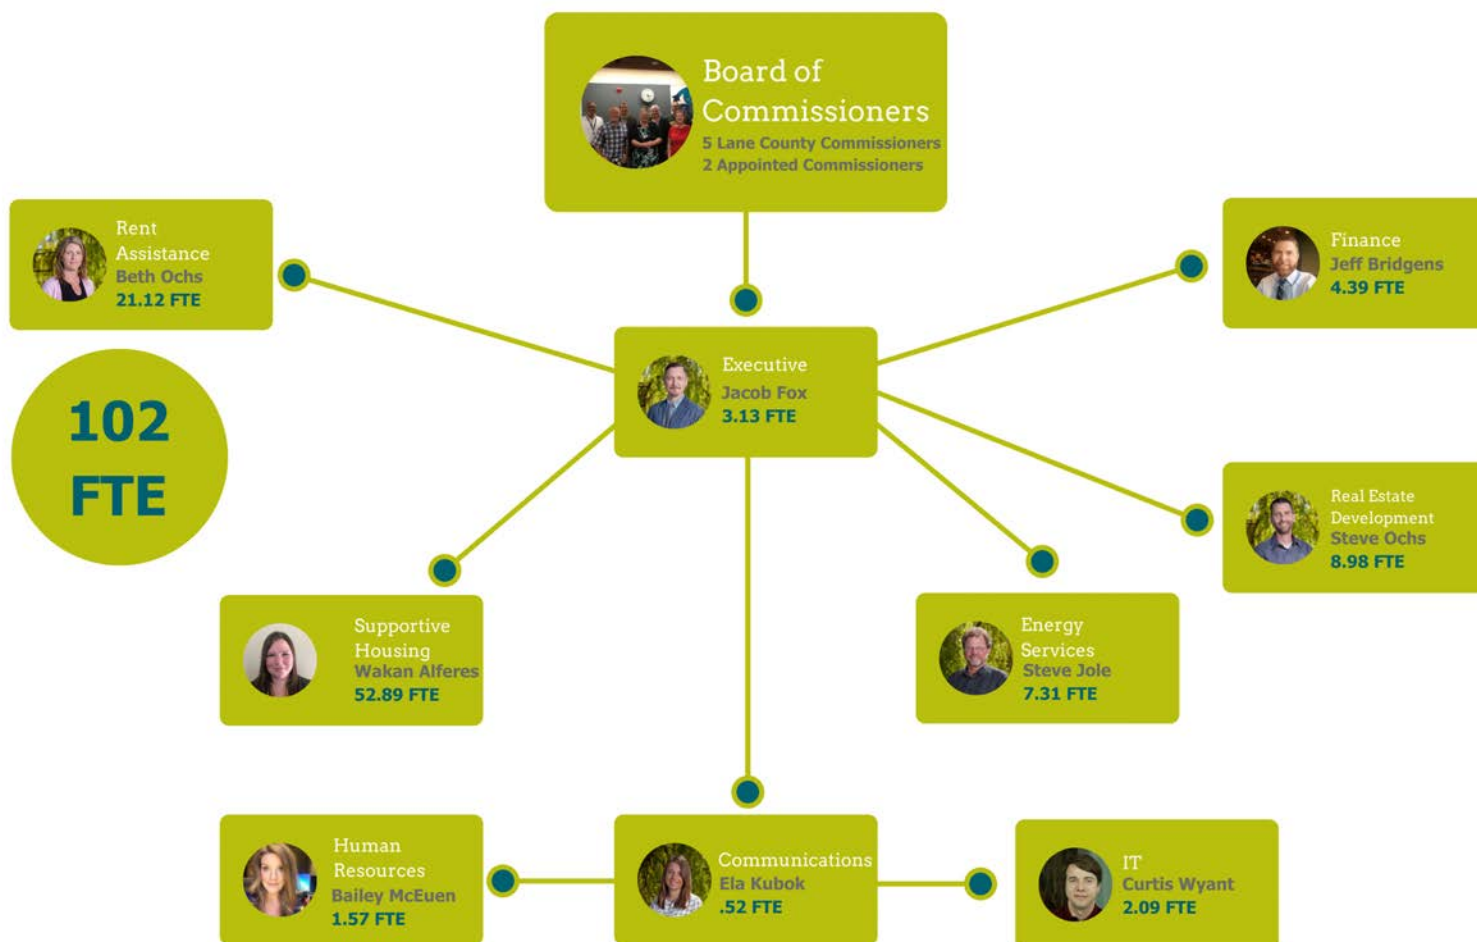 Board of
Commissioners
5 Lane County Commissioners
2 Appointed Commissioners
Rent
Assistance
Beth Ochs
21.12 FTE
Finance
Jeff Bridgens
4.39 FTE
Executive
Jacob Fox
3.13 FTE
102
FTE
Real Estate
Development
Steve Ochs
8.98 FTE
Supportive
Housing
Wakan Alferes
52.89 FTE
Energy
Services
Steve Jole
7.31 FTE
Human
Resources
Bailey McEuen
1.57 FTE
Communications
Ela Kubok
.52 FTE
IT
Curtis Wyant
2.09 FTE